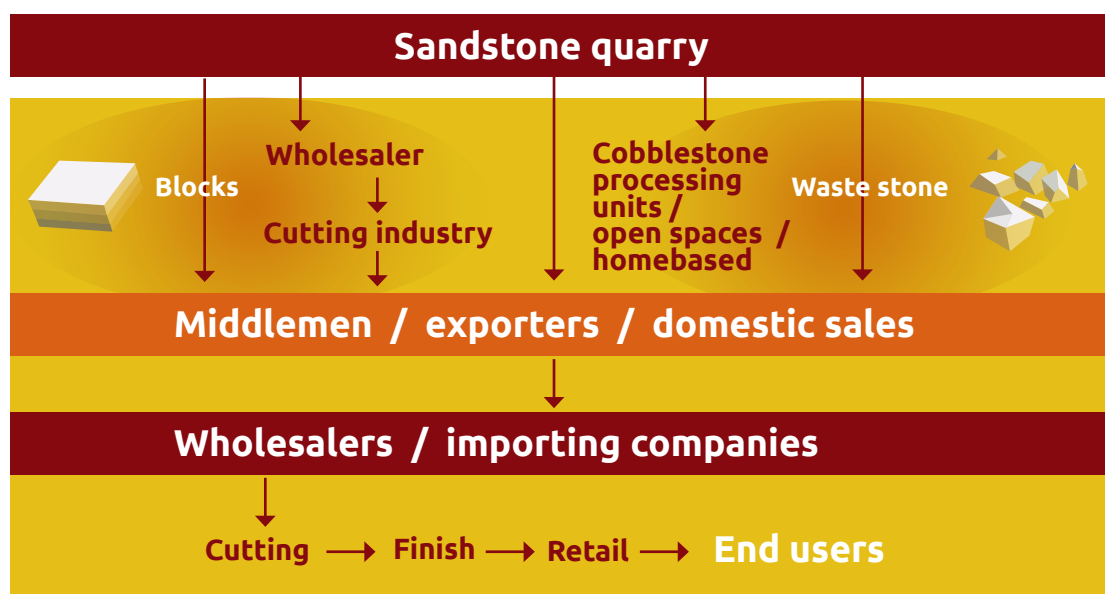 Sandstone quarry
Blocks
Wholesaler
Cutting industry
Cobblestone
processing
units /
open spaces /
homebased
Waste stone
Middlemen / exporters / domestic sales
Wholesalers / importing companies
Cutting
Finish
Retail
End users